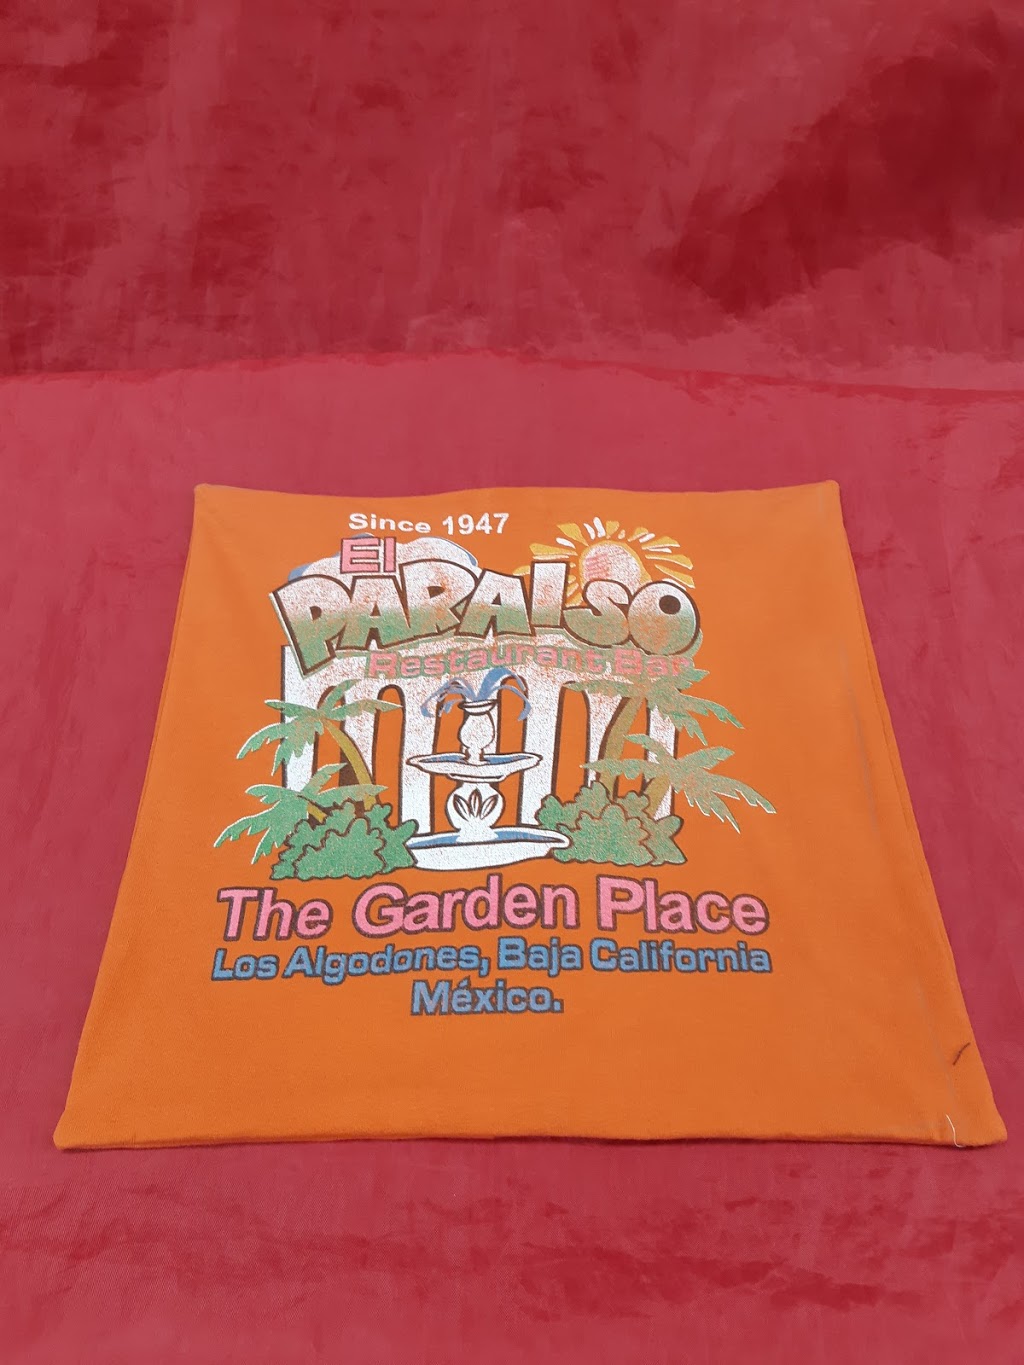 Since 1947
El
PARAISO
Restaurant Bar
The Garden Place
Los Algodones, Baja California
México.